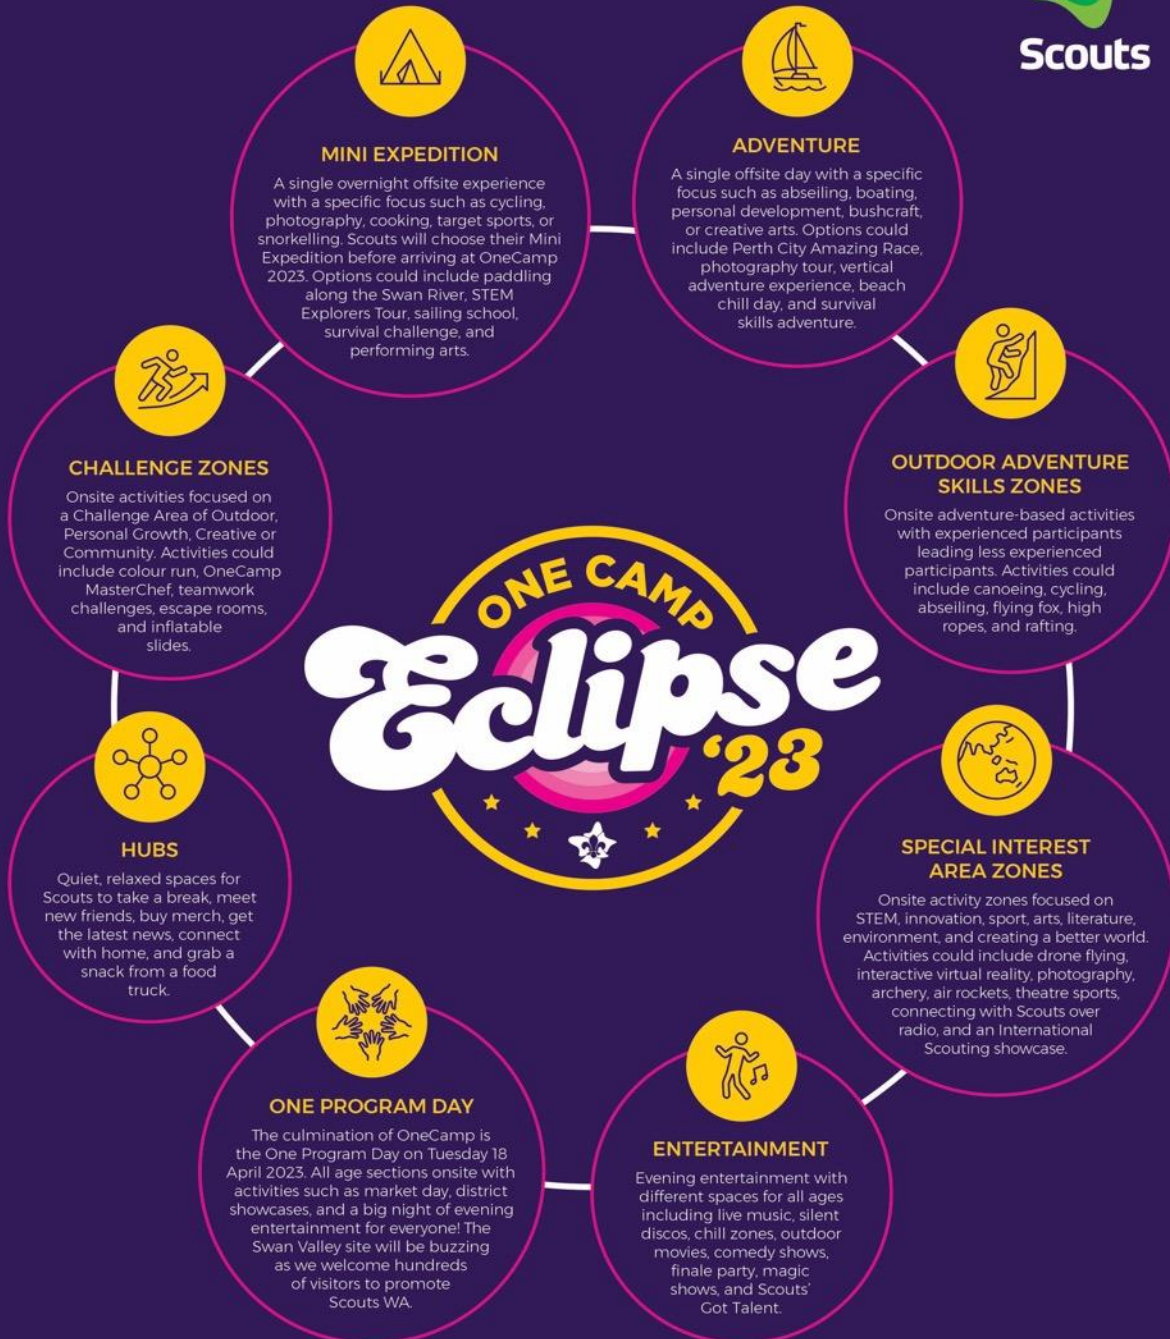 Scouts
MINI EXPEDITION
A single overnight offsite experience
with a specific focus such as cycling,
photography, cooking, target sports, or
snorkelling. Scouts will choose their Mini
Expedition before arriving at OneCamp
2023. Options could include paddling
along the Swan River, STEM
Explorers Tour, sailing school,
survival challenge, and
performing arts.
ADVENTURE
A single offsite day with a specific
focus such as abseiling, boating,
personal development, bushcraft,
or creative arts. Options could
include Perth City Amazing Race,
photography tour, vertical
adventure experience, beach
chill day, and survival
skills adventure.
CHALLENGE ZONES
Onsite activities focused on
a Challenge Area of Outdoor,
Personal Growth, Creative or
Community. Activities could
include colour run, OneCamp
MasterChef, teamwork
challenges, escape rooms,
and inflatable
slides.
OUTDOOR ADVENTURE
SKILLS ZONES
Onsite adventure-based activities
with experienced participants
leading less experienced
participants. Activities could
include canoeing, cycling,
abseiling, flying fox, high
ropes, and rafting.
ONE CAMP
Eclipse
'23
HUBS
Quiet, relaxed spaces for
Scouts to take a break, meet
new friends, buy merch, get
the latest news, connect
with home, and grab a
snack from a food
truck.
SPECIAL INTEREST
AREA ZONES
Onsite activity zones focused on
STEM, innovation, sport, arts, literature,
environment, and creating a better world.
Activities could include drone flying,
interactive virtual reality, photography,
archery, air rockets, theatre sports,
connecting with Scouts over
radio, and an International
Scouting showcase.
ONE PROGRAM DAY
The culmination of OneCamp is
the One Program Day on Tuesday 18
April 2023. All age sections onsite with
activities such as market day, district
showcases, and a big night of evening
entertainment for everyone! The
Swan Valley site will be buzzing
as we welcome hundreds
of visitors to promote
Scouts WA.
ENTERTAINMENT
Evening entertainment with
different spaces for all ages
including live music, silent
discos, chill zones, outdoor
movies, comedy shows,
finale party, magic
shows, and Scouts'
Got Talent.